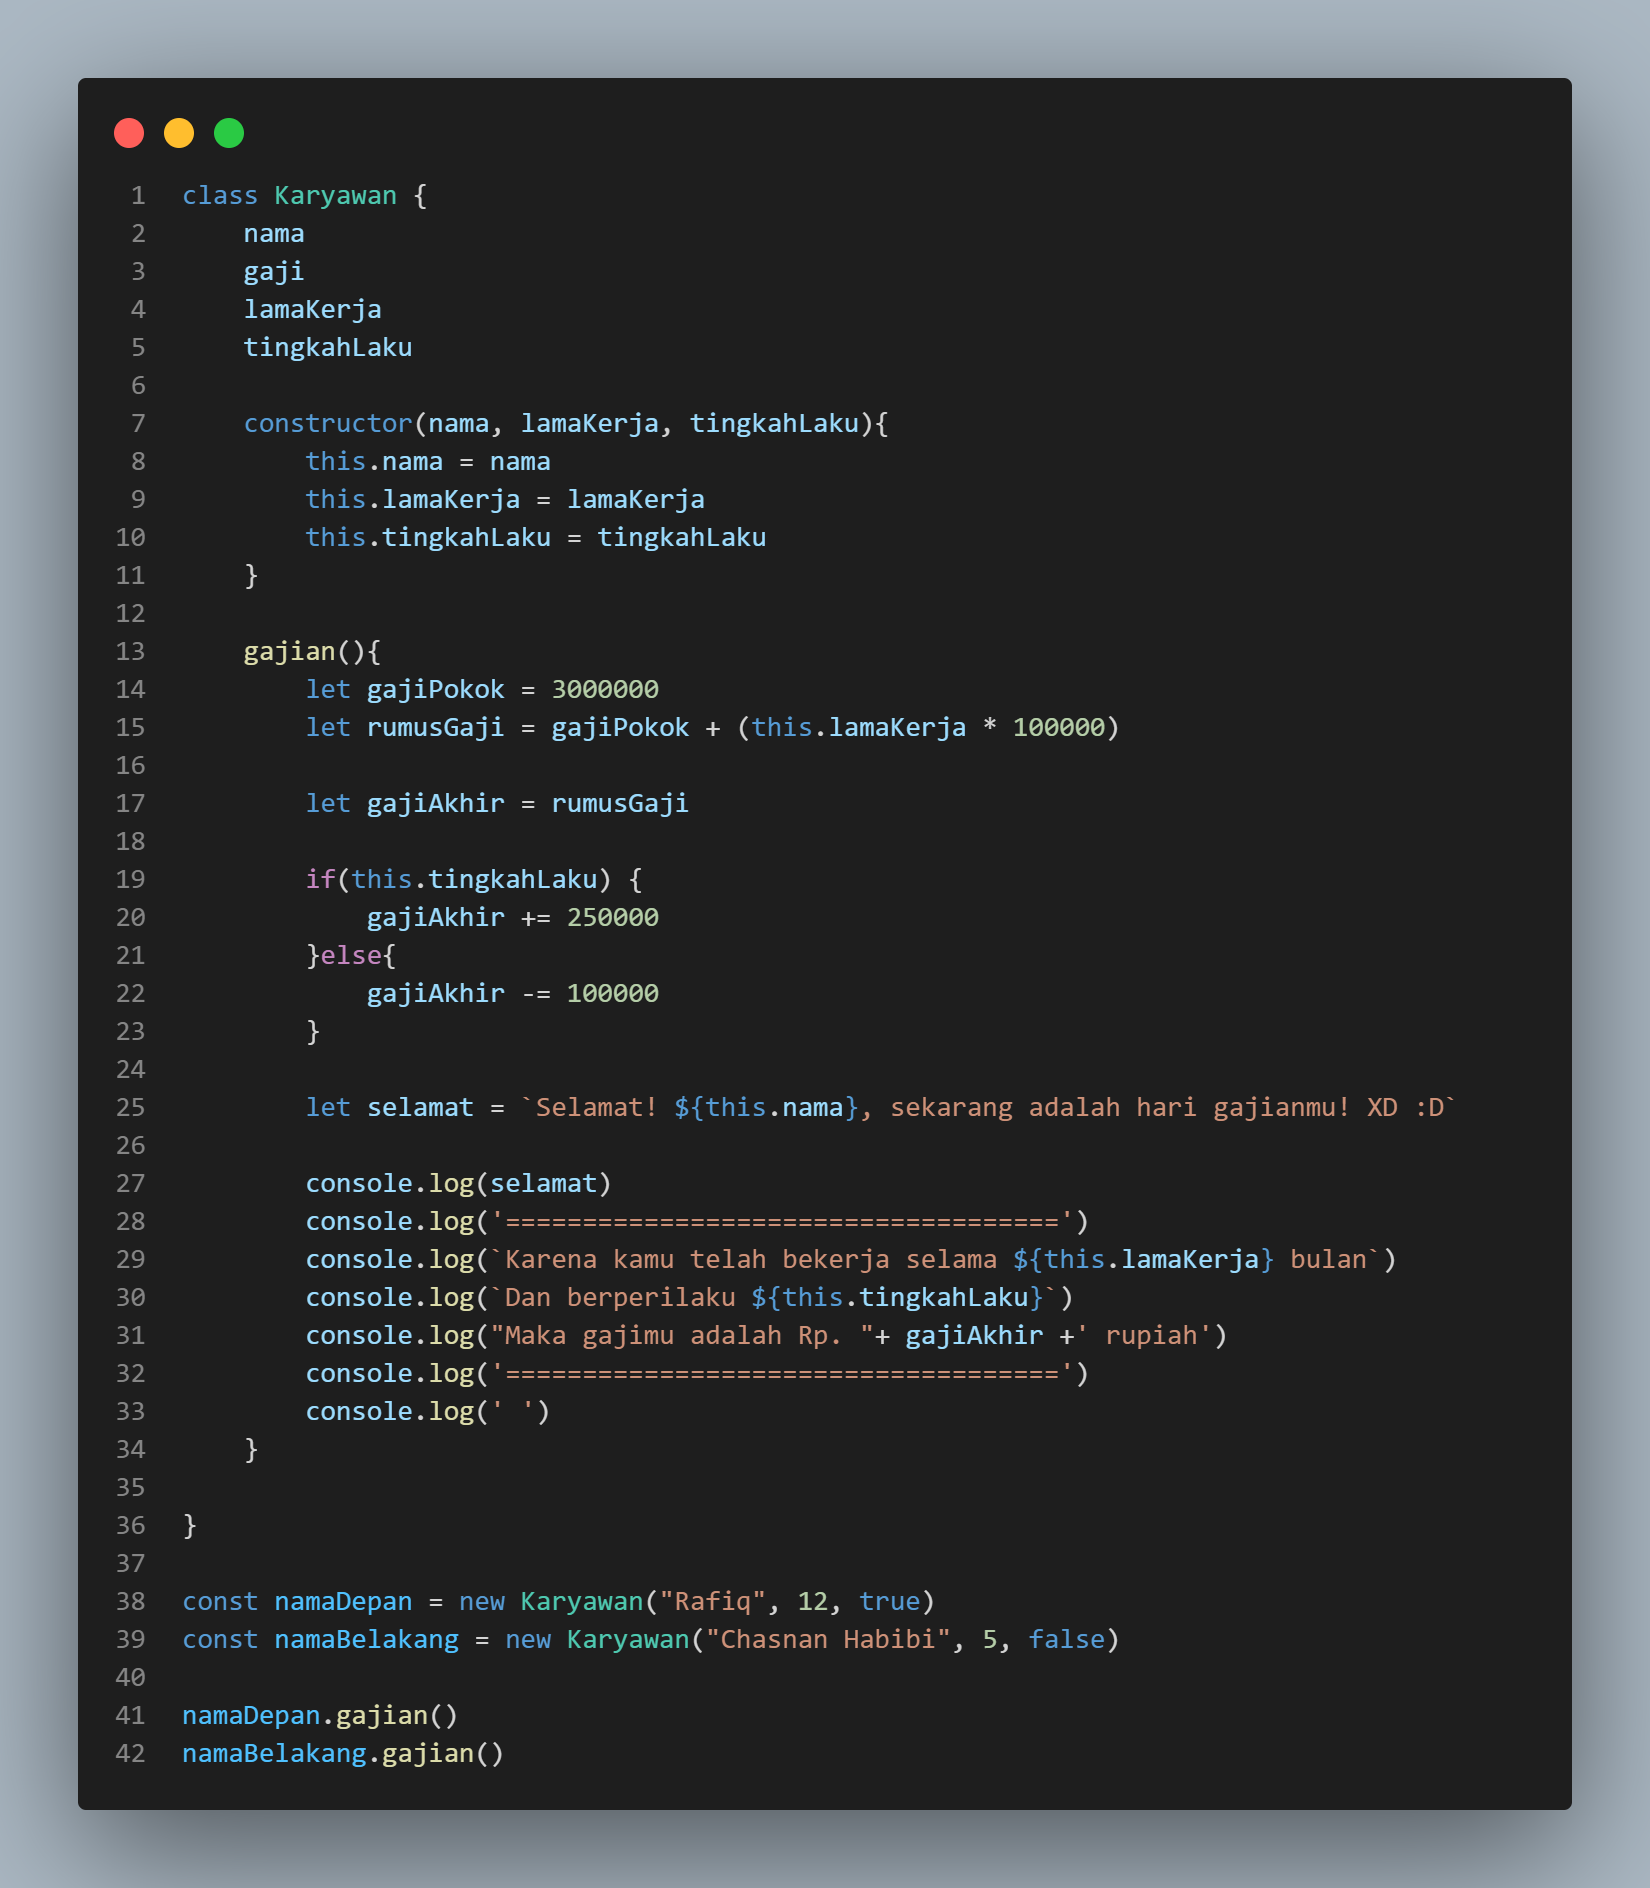 1 class Karyawan {
2     nama
3     gaji
4     lamaKerja
5     tingkahLaku
6
7     constructor(nama, lamaKerja, tingkahLaku){
8         this.nama = nama
9         this.lamaKerja = lamaKerja
10         this.tingkahLaku = tingkahLaku
11     }
12
13     gajian(){
14         let gajiPokok = 3000000
15         let rumusGaji = gajiPokok + (this.lamaKerja * 100000)
16
17         let gajiAkhir = rumusGaji
18
19         if(this.tingkahLaku) {
20             gajiAkhir += 250000
21         }else{
22             gajiAkhir -= 100000
23         }
24
25         let selamat = `Selamat! ${this.nama}, sekarang adalah hari gajianmu! XD :D`
26
27         console.log(selamat)
28         console.log('====================================')
29         console.log(`Karena kamu telah bekerja selama ${this.lamaKerja} bulan`)
30         console.log(`Dan berperilaku ${this.tingkahLaku}`)
31         console.log("Maka gajimu adalah Rp. "+ gajiAkhir +' rupiah')
32         console.log('====================================')
33         console.log(' ')
34     }
35
36 }
37
38 const namaDepan = new Karyawan("Rafiq", 12, true)
39 const namaBelakang = new Karyawan("Chasnan Habibi", 5, false)
40
41 namaDepan.gajian()
42 namaBelakang.gajian()